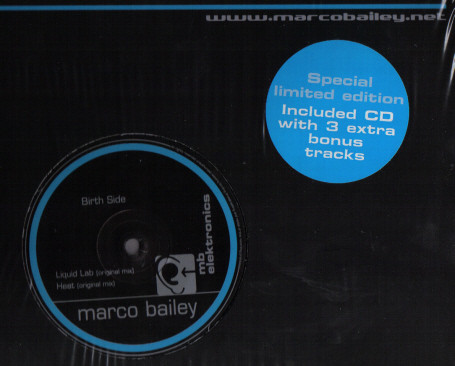 www.marcobailey.net
Special
limited edition
Included CD
with 3 extra
bonus
tracks
Birth Side
Liquid Lab (original mix)
Heat (original mix)
mb
elektronics
marco bailey